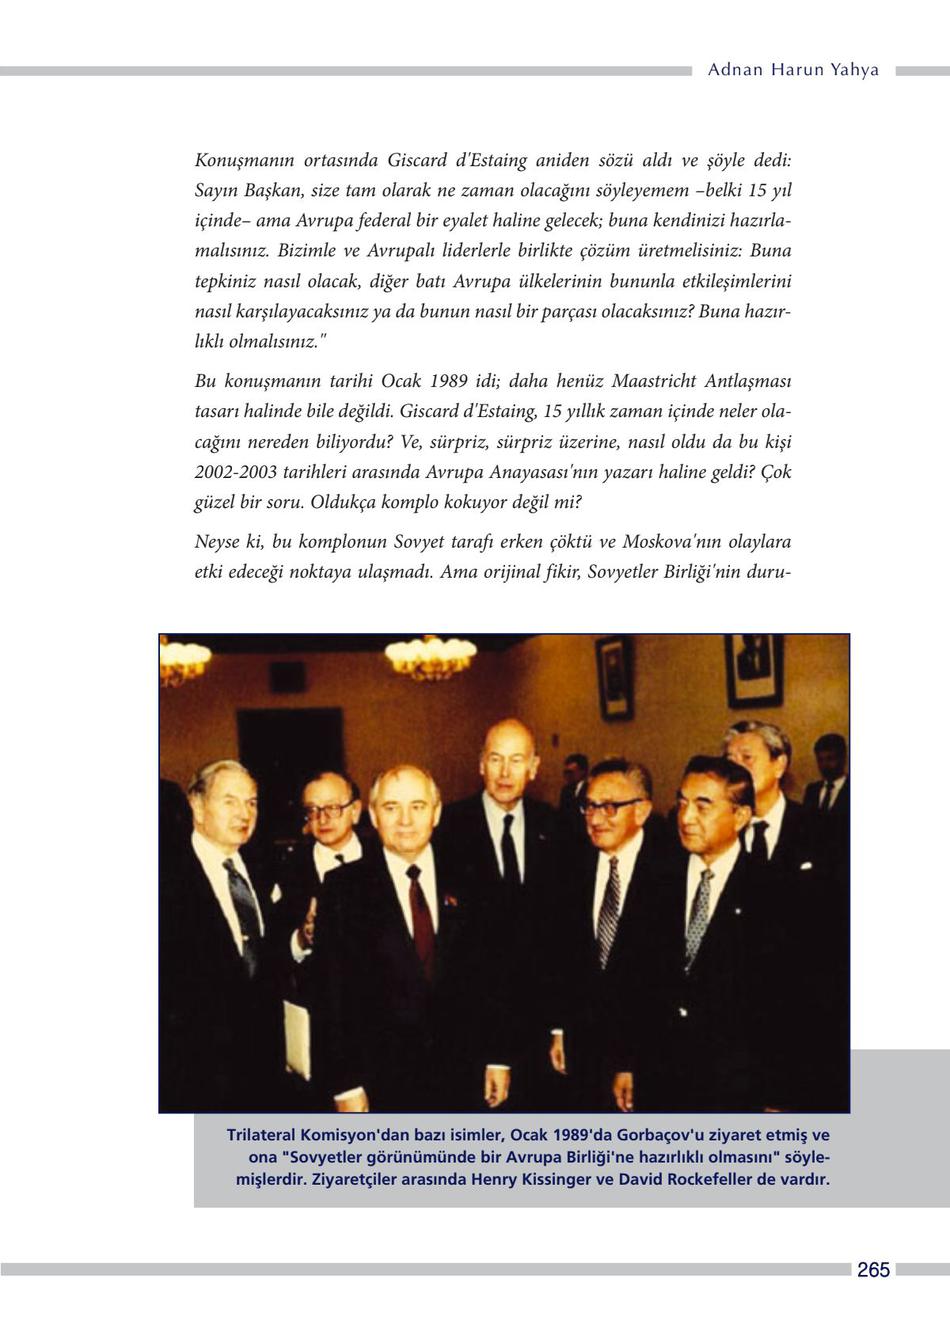 Adnan Harun Yahya
Konuşmanın ortasında Giscard d'Estaing aniden sözü aldı ve şöyle dedi:
Sayın Başkan, size tam olarak ne zaman olacağını söyleyemem –belki 15 yıl
içinde– ama Avrupa federal bir eyalet haline gelecek; buna kendinizi hazırla-
malısınız. Bizimle ve Avrupalı liderlerle birlikte çözüm üretmelisiniz: Buna
tepkiniz nasıl olacak, diğer batı Avrupa ülkelerinin bununla etkileşimlerini
nasıl karşılayacaksınız ya da bunun nasıl bir parçası olacaksınız? Buna hazır-
lıklı olmalısınız."
Bu konuşmanın tarihi Ocak 1989 idi; daha henüz Maastricht Antlaşması
tasarı halinde bile değildi. Giscard d'Estaing, 15 yıllık zaman içinde neler ola-
cağını nereden biliyordu? Ve, sürpriz, sürpriz üzerine, nasıl oldu da bu kişi
2002-2003 tarihleri arasında Avrupa Anayasası'nın yazarı haline geldi? Çok
güzel bir soru. Oldukça komplo kokuyor değil mi?
Neyse ki, bu komplonun Sovyet tarafı erken çöktü ve Moskova'nın olaylara
etki edeceği noktaya ulaşmadı. Ama orijinal fikir, Sovyetler Birliği'nin duru-
Trilateral Komisyon'dan bazı isimler, Ocak 1989'da Gorbaçov'u ziyaret etmiş ve
ona "Sovyetler görünümünde bir Avrupa Birliği'ne hazırlıklı olmasını" söyle-
mişlerdir. Ziyaretçiler arasında Henry Kissinger ve David Rockefeller de vardır.
265